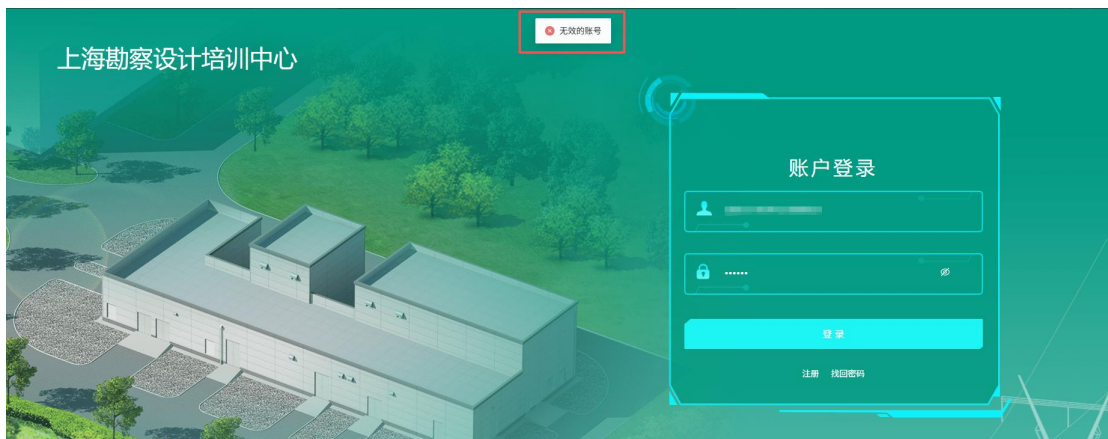 无效的账号
上海勘察设计培训中心
账户登录
登录
注册 找回密码